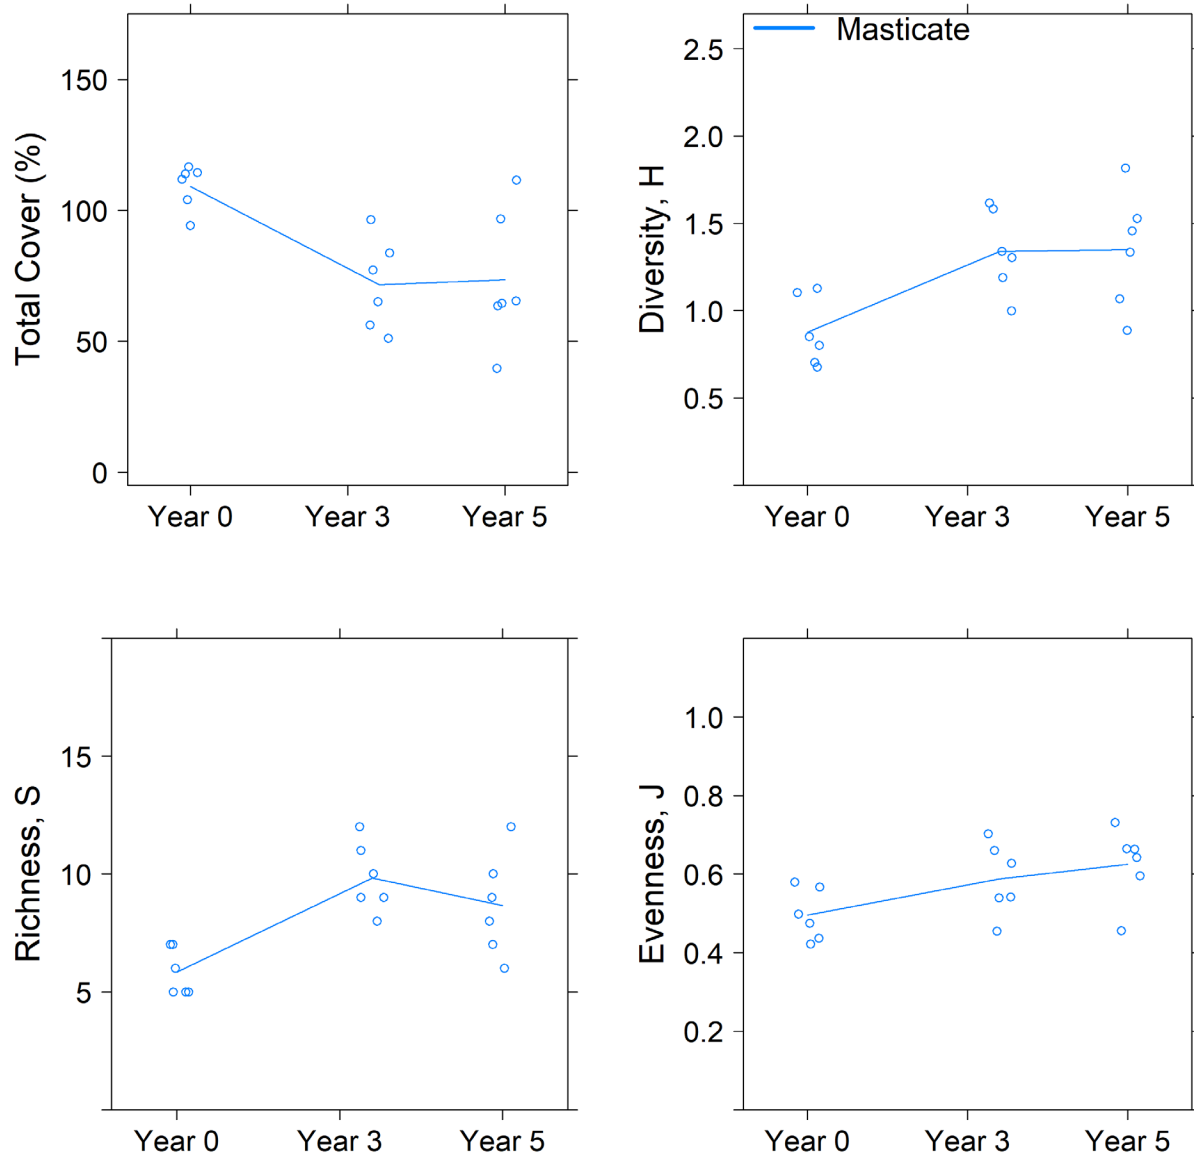 Total Cover (%)
150
100
50
0
Year 0 Year 3 Year 5
Masticate
Diversity, H
2.5
2.0
1.5
1.0
0.5
Year 0 Year 3 Year 5
Richness, S
15
10
5
Year 0 Year 3 Year 5
Evenness, J
1.0
0.8
0.6
0.4
0.2
Year 0 Year 3 Year 5